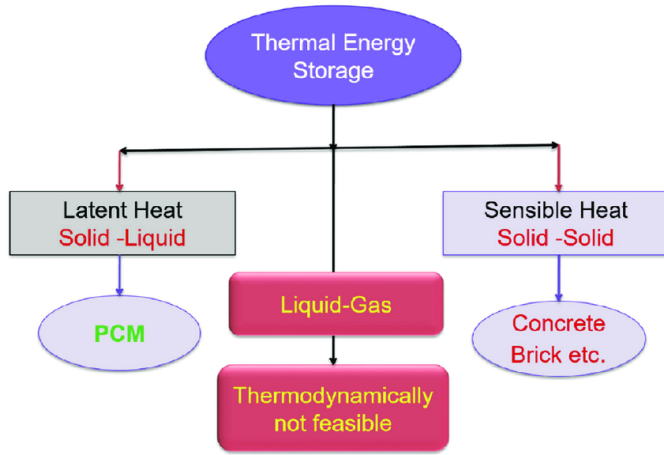 Thermal Energy
Storage
Latent Heat
Solid -Liquid
Sensible Heat
Solid -Solid
Liquid-Gas
PCM
Concrete
Brick etc.
Thermodynamically
not feasible